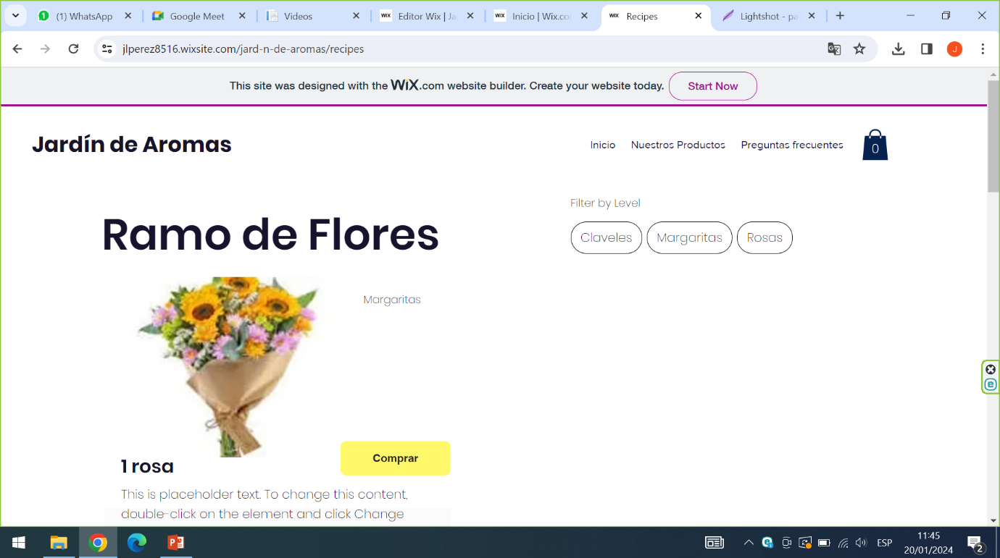 (1) WhatsApp
Google Meet
Videos
WiX Editor Wix | Ja
WiX Inicio | Wix.co
WiX Recipes
Lightshot - pa
jlperez8516.wixsite.com/jard-n-de-aromas/recipes
J
This site was designed with the WiX.com website builder. Create your website today. Start Now
Jardín de Aromas
Inicio Nuestros Productos Preguntas frecuentes 0
Filter by Level
Ramo de Flores
Claveles Margaritas Rosas
Margaritas
Comprar
1 rosa
This is placeholder text. To change this content,
double-click on the element and click Change
ESP
11:45
20/01/2024
2